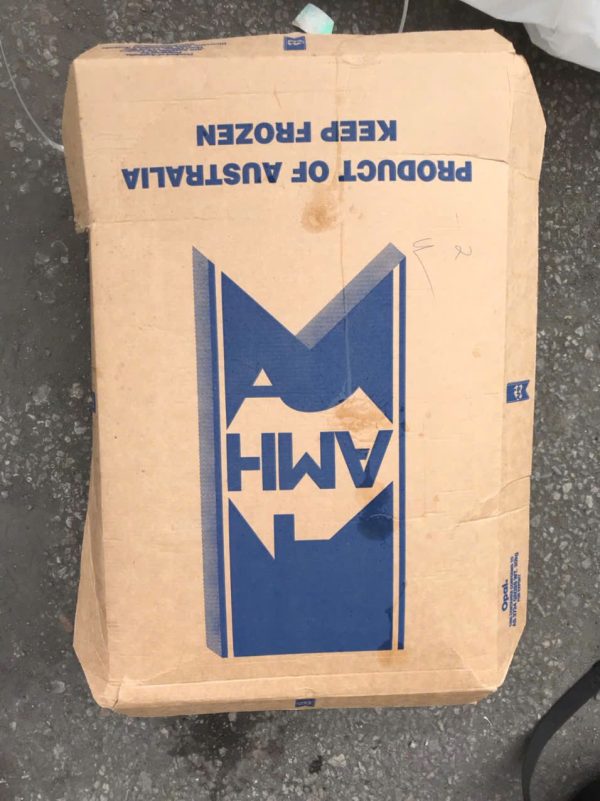 AMH
PRODUCT OF AUSTRALIA
KEEP FROZEN
Opal.